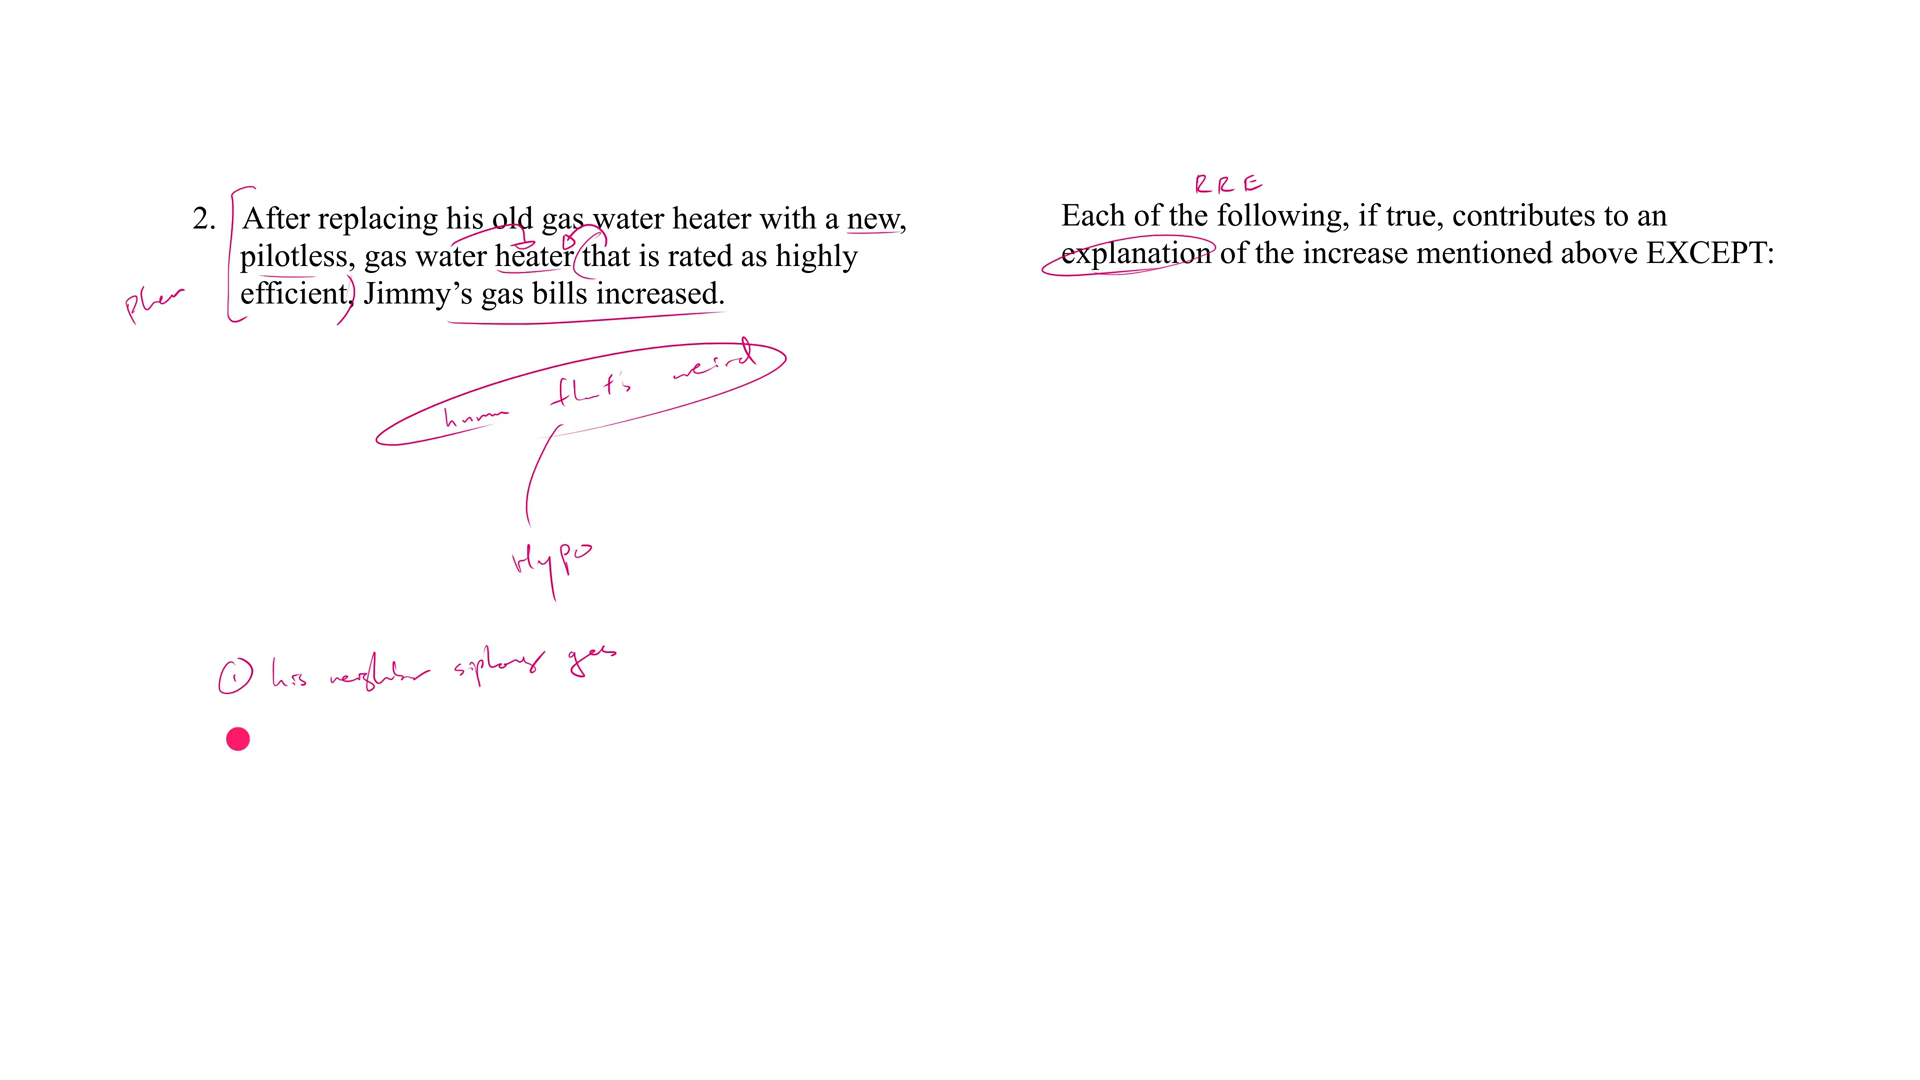 2. After replacing his old gas water heater with a new,
pilotless, gas water heater that is rated as highly
efficient, Jimmy’s gas bills increased.
phen
hmm that's weird
Hypo
① his neighbor siphons gas
RRE
Each of the following, if true, contributes to an
explanation of the increase mentioned above EXCEPT: